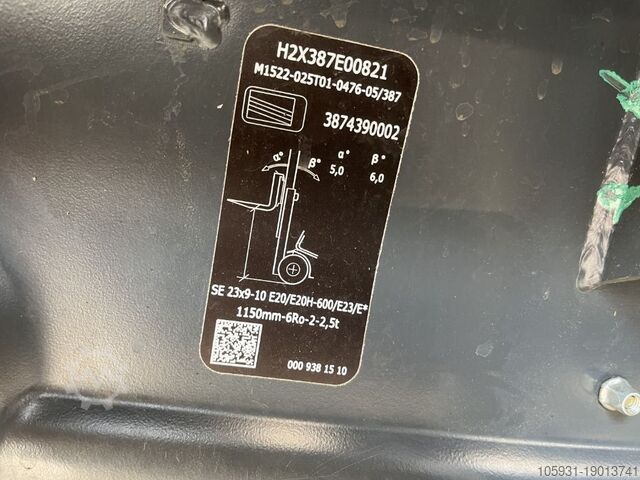 H2X387E00821
M1522-025T01-0476-05/387
3874390002
α° β° α° β°
5,0 6,0
SE 23x9-10 E20/E20H-600/E23/E*
1150mm-6Ro-2-2,5t
000 938 15 10
105931-19013741